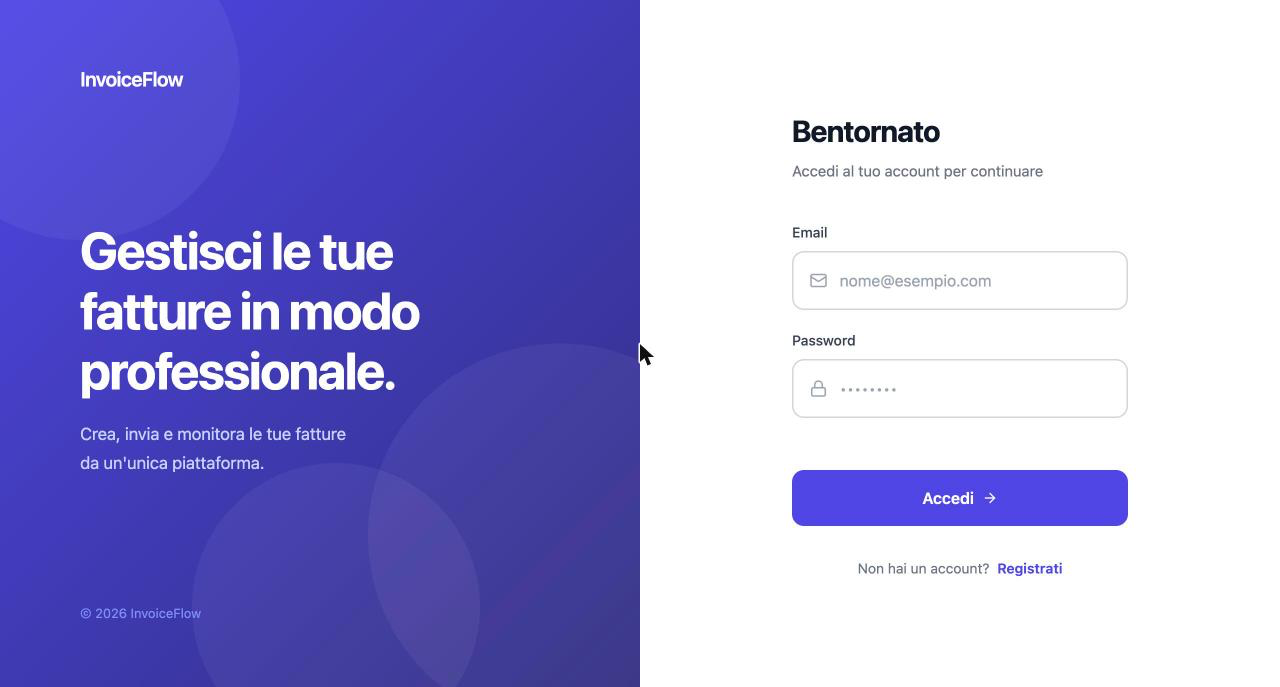 InvoiceFlow
Gestisci le tue
fatture in modo
professionale.
Crea, invia e monitora le tue fatture
da un'unica piattaforma.
© 2026 InvoiceFlow
Bentornato
Accedi al tuo account per continuare
Email
nome@esempio.com
Password
••••••••
Accedi →
Non hai un account? Registrati